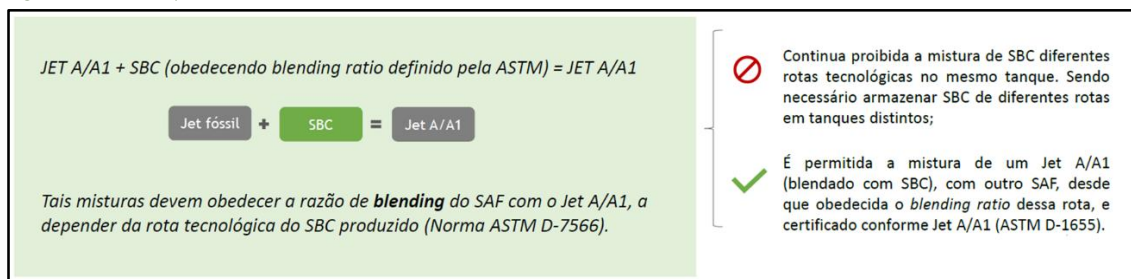 JET A/A1 + SBC (obedecendo blending ratio definido pela ASTM) = JET A/A1
Jet fóssil + SBC = Jet A/A1
Tais misturas devem obedecer a razão de blending do SAF com o Jet A/A1, a
depender da rota tecnológica do SBC produzido (Norma ASTM D-7566).
Continua proibida a mistura de SBC diferentes
rotas tecnológicas no mesmo tanque. Sendo
necessário armazenar SBC de diferentes rotas
em tanques distintos;
É permitida a mistura de um Jet A/A1
(blendado com SBC), com outro SAF, desde
que obedecida o blending ratio dessa rota, e
certificado conforme Jet A/A1 (ASTM D-1655).